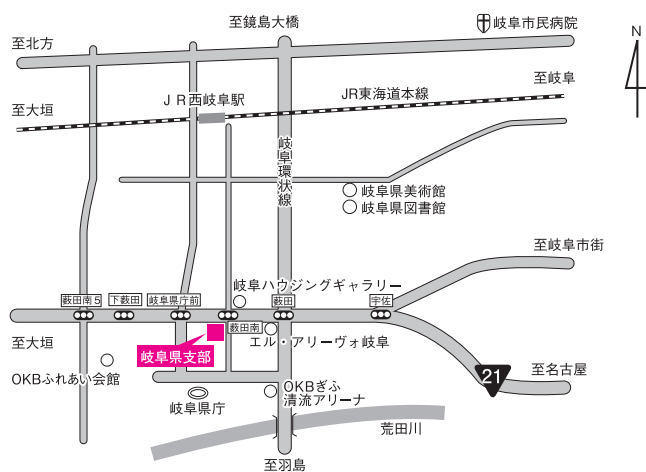 至鏡島大橋
岐阜市民病院
N
至北方
至岐阜
JR西岐阜駅
JR東海道本線
至大垣
岐阜環状線
岐阜県美術館
岐阜県図書館
至岐阜市街
岐阜ハウジングギャラリー
薮田南5
下薮田
岐阜県庁前
薮田
宇佐
薮田南
至大垣
エル・アリーヴォ岐阜
岐阜県支部
OKBふれあい会館
至名古屋
21
OKBぎふ
清流アリーナ
岐阜県庁
荒田川
至羽島